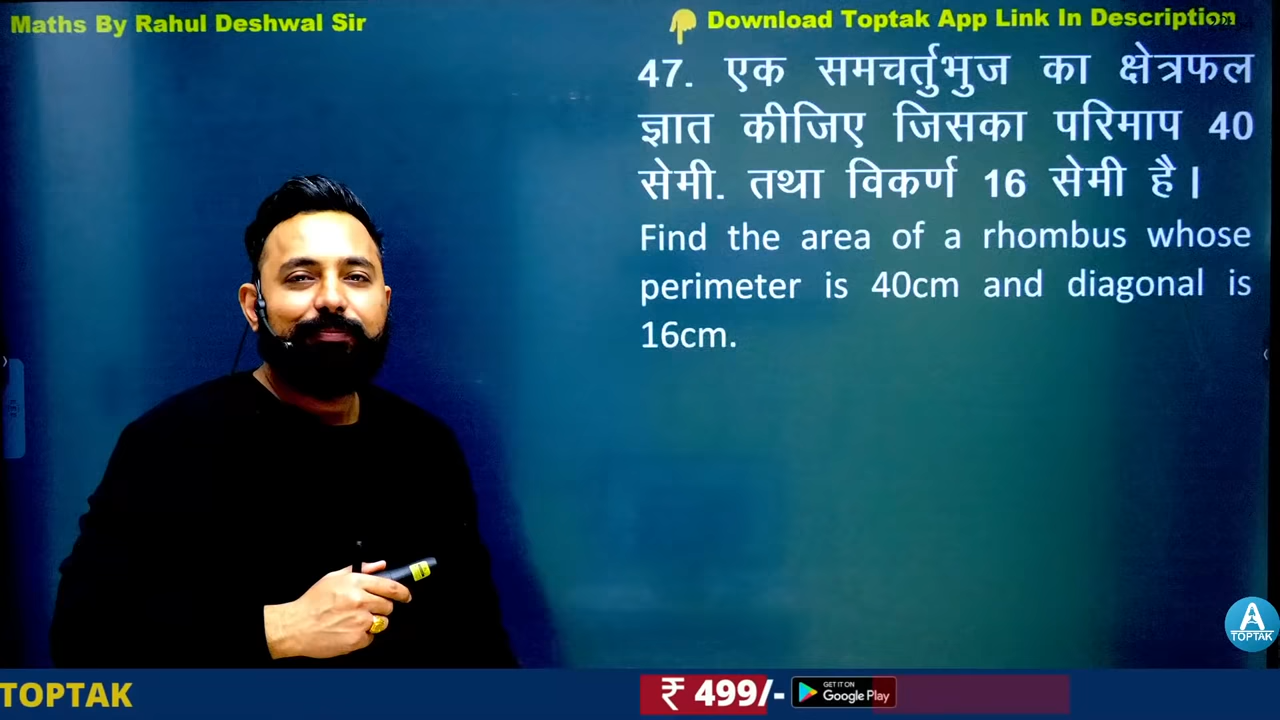 Maths By Rahul Deshwal Sir
Download Toptak App Link In Description
47. एक समचर्तुभुज का क्षेत्रफल
ज्ञात कीजिए जिसका परिमाप 40
सेमी. तथा विकर्ण 16 सेमी है।
Find the area of a rhombus whose
perimeter is 40cm and diagonal is
16cm.
A
TOPTAK
TOPTAK
₹ 499/-
GET IT ON
Google Play